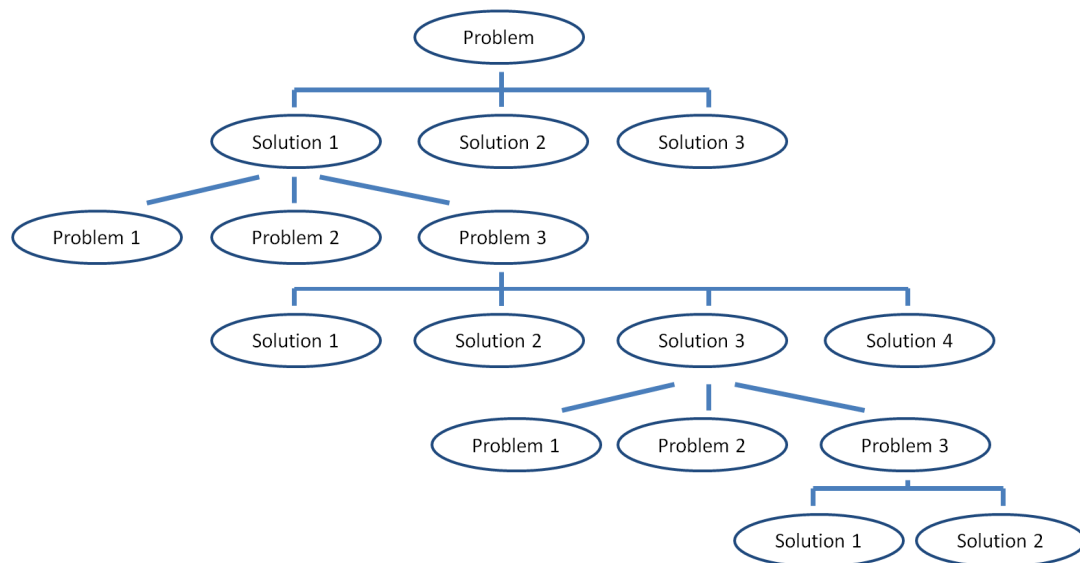 Problem
Solution 1
Solution 2
Solution 3
Problem 1
Problem 2
Problem 3
Solution 1
Solution 2
Solution 3
Solution 4
Problem 1
Problem 2
Problem 3
Solution 1
Solution 2